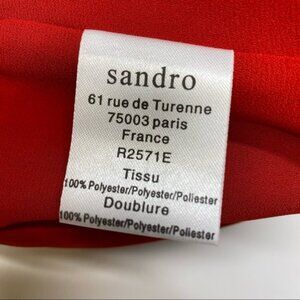 sandro
61 rue de Turenne
75003 paris
France
R2571E
Tissu
100% Polyester/Polyester/Poliester
Doublure
100% Polyester/Polyester/Poliester